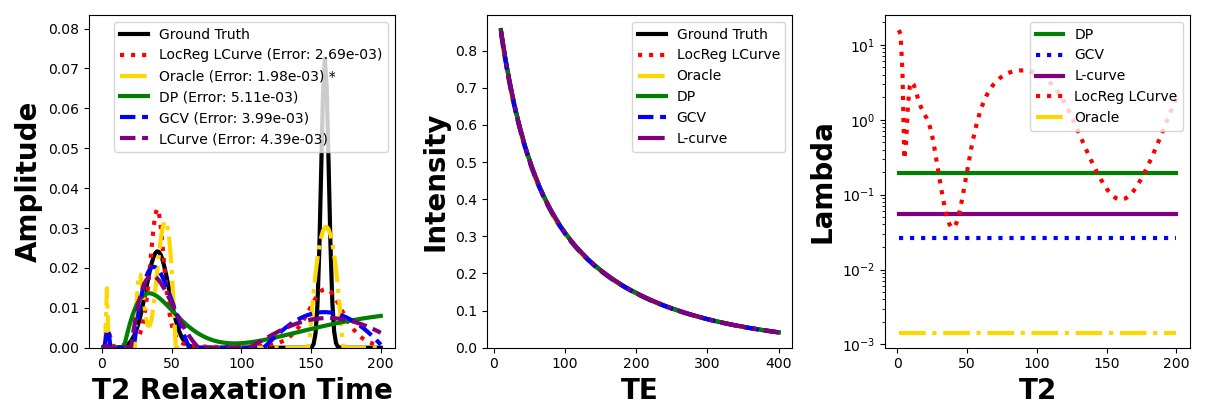 Amplitude
0.08
0.07
0.06
0.05
0.04
0.03
0.02
0.01
0.00
Ground Truth
LocReg LCurve (Error: 2.69e-03)
Oracle (Error: 1.98e-03) *
DP (Error: 5.11e-03)
GCV (Error: 3.99e-03)
LCurve (Error: 4.39e-03)
0 50 100 150 200
T2 Relaxation Time
Intensity
0.8
0.7
0.6
0.5
0.4
0.3
0.2
0.1
0.0
Ground Truth
LocReg LCurve
Oracle
DP
GCV
L-curve
0 100 200 300 400
TE
Lambda
10¹
10⁰
10⁻¹
10⁻²
10⁻³
DP
GCV
L-curve
LocReg LCurve
Oracle
0 50 100 150 200
T2